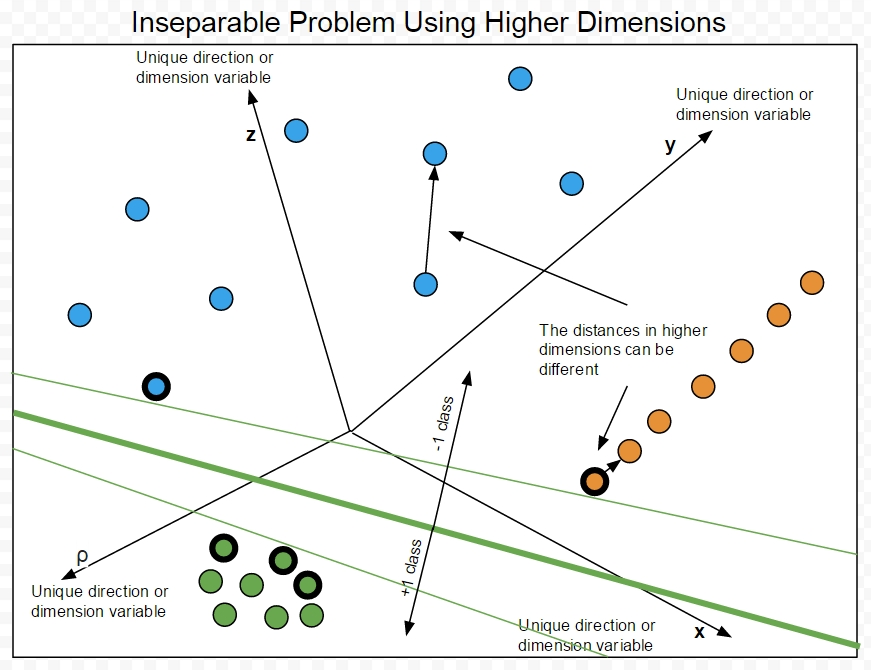 Inseparable Problem Using Higher Dimensions
Unique direction or
dimension variable
z
Unique direction or
dimension variable
y
The distances in higher
dimensions can be
different
-1 class
+1 class
ρ
Unique direction or
dimension variable
Unique direction or
dimension variable
x